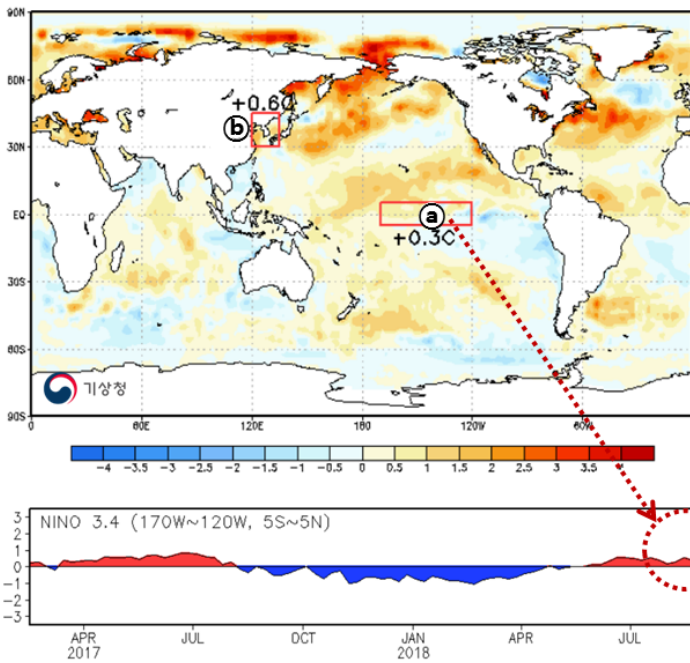 90N
60N
30N
EQ
30S
60S
90S
+0.6C
ⓑ
ⓐ
+0.3C
기상청
0 60E 120E 180 120W 60W
-4 -3.5 -3 -2.5 -2 -1.5 -1 -0.5 0 0.5 1 1.5 2 2.5 3 3.5
NINO 3.4 (170W~120W, 5S~5N)
3
2
1
0
-1
-2
-3
APR JUL OCT JAN APR JUL
2017 2018